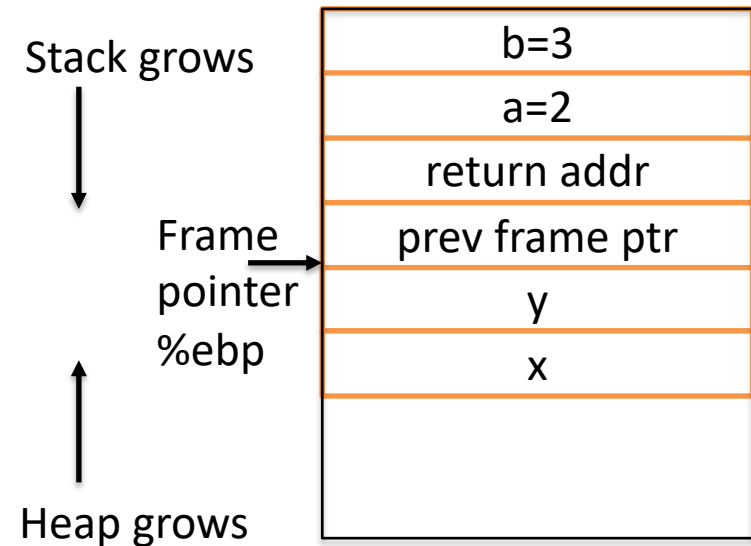 Stack grows
b=3
a=2
return addr
prev frame ptr
Frame
pointer
%ebp
y
x
Heap grows